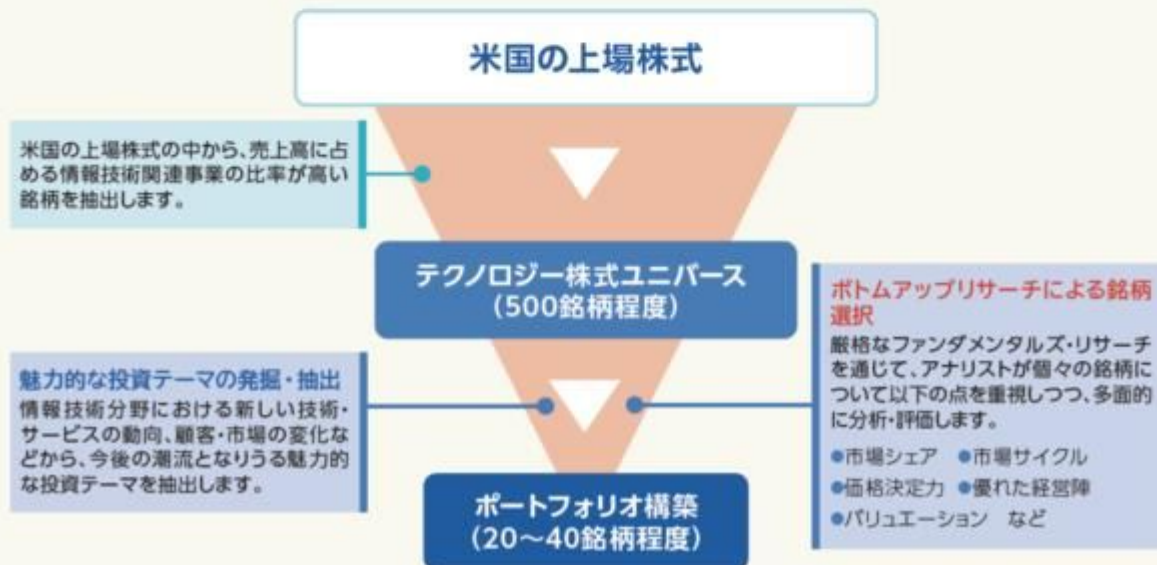 米国の上場株式
米国の上場株式の中から、売上高に占
める情報技術関連事業の比率が高い
銘柄を抽出します。
テクノロジー株式ユニバース
(500銘柄程度)
魅力的な投資テーマの発掘・抽出
情報技術分野における新しい技術・
サービスの動向、顧客・市場の変化な
どから、今後の潮流となりうる魅力的
な投資テーマを抽出します。
ボトムアップリサーチによる銘柄
選択
厳格なファンダメンタルズ・リサーチ
を通じて、アナリストが個々の銘柄に
ついて以下の点を重視しつつ、多面的
に分析・評価します。
●市場シェア ●市場サイクル
●価格決定力 ●優れた経営陣
●バリュエーション など
ポートフォリオ構築
(20～40銘柄程度)